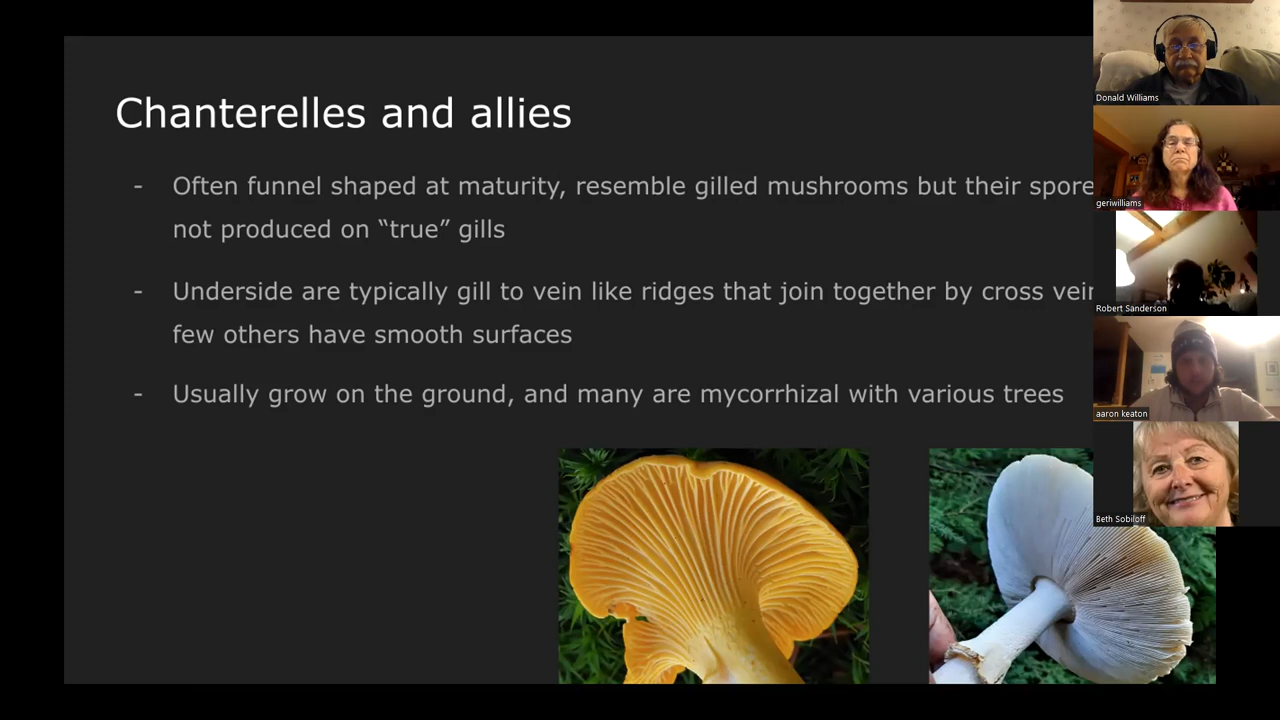 Chanterelles and allies
- Often funnel shaped at maturity, resemble gilled mushrooms but their spore
not produced on “true” gills
- Underside are typically gill to vein like ridges that join together by cross
few others have smooth surfaces
- Usually grow on the ground, and many are mycorrhizal with various trees
Donald Williams
geriwilliams
Robert Sanderson
aaron keaton
Beth Sobiloff